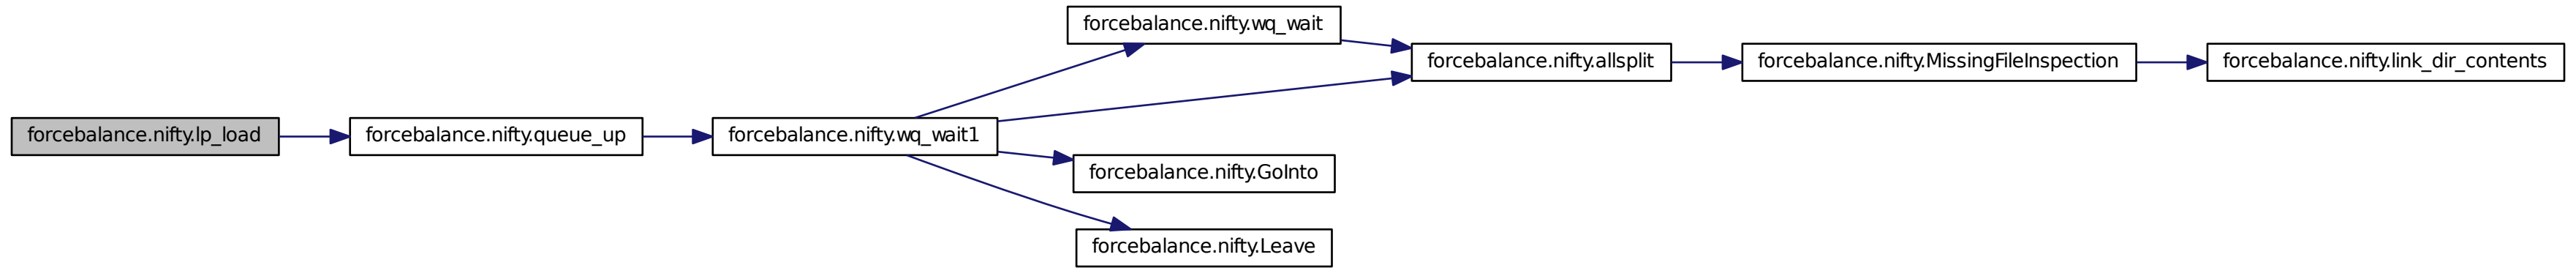 forcebalance.nifty.lp_load
forcebalance.nifty.queue_up
forcebalance.nifty.wq_wait1
forcebalance.nifty.wq_wait
forcebalance.nifty.allsplit
forcebalance.nifty.MissingFileInspection
forcebalance.nifty.link_dir_contents
forcebalance.nifty.GoInto
forcebalance.nifty.Leave